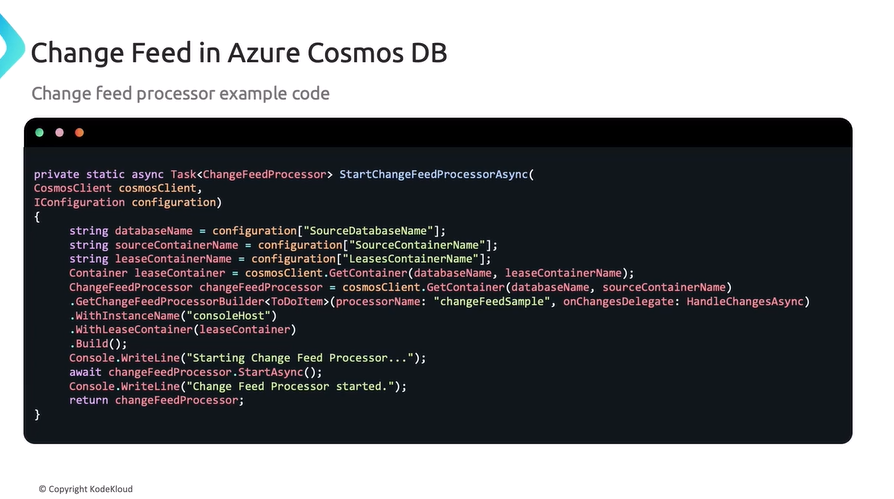 Change Feed in Azure Cosmos DB
Change feed processor example code
private static async Task<ChangeFeedProcessor> StartChangeFeedProcessorAsync(
CosmosClient cosmosClient,
IConfiguration configuration)
{
string databaseName = configuration["SourceDatabaseName"];
string sourceContainerName = configuration["SourceContainerName"];
string leaseContainerName = configuration["LeasesContainerName"];
Container leaseContainer = cosmosClient.GetContainer(databaseName, leaseContainerName);
ChangeFeedProcessor changeFeedProcessor = cosmosClient.GetContainer(databaseName, sourceContainerName)
.GetChangeFeedProcessorBuilder<ToDoItem>(processorName: "changeFeedSample", onChangesDelegate: HandleChangesAsync)
.WithInstanceName("consoleHost")
.WithLeaseContainer(leaseContainer)
.Build();
Console.WriteLine("Starting Change Feed Processor...");
await changeFeedProcessor.StartAsync();
Console.WriteLine("Change Feed Processor started.");
return changeFeedProcessor;
}
© Copyright KodeKloud